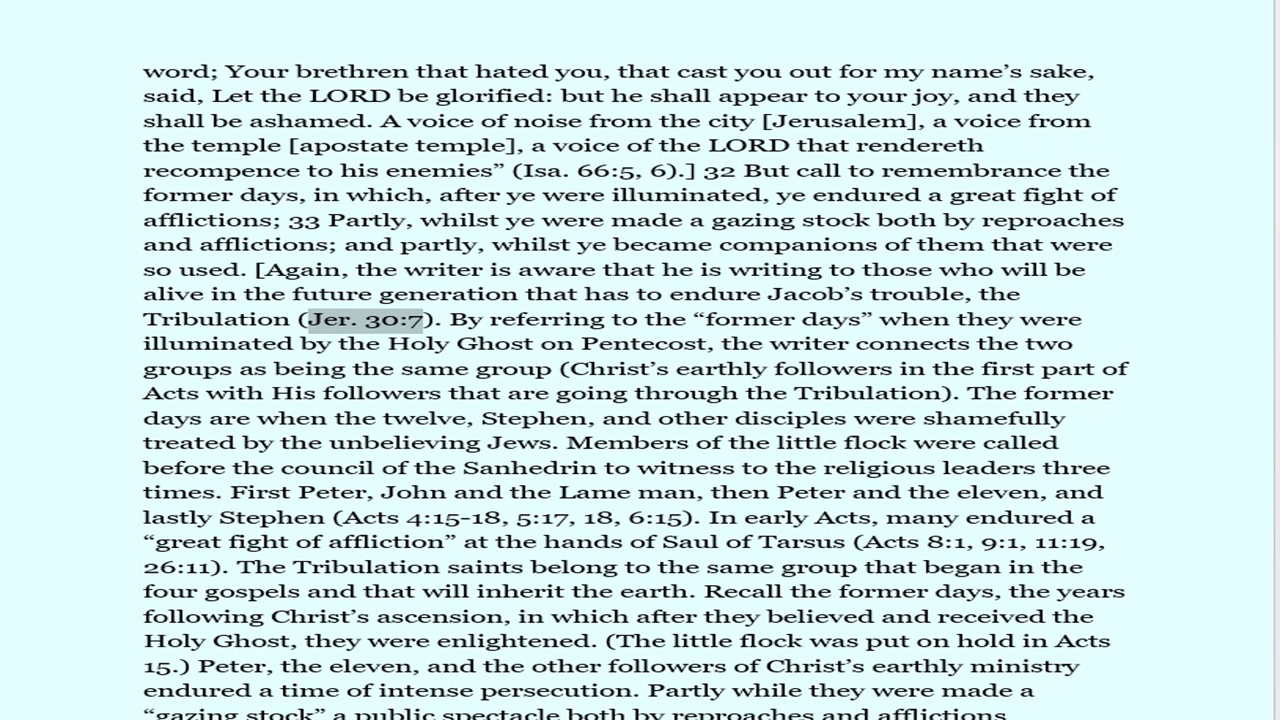 word; Your brethren that hated you, that cast you out for my name’s sake,
said, Let the LORD be glorified: but he shall appear to your joy, and they
shall be ashamed. A voice of noise from the city [Jerusalem], a voice from
the temple [apostate temple], a voice of the LORD that rendereth
recompence to his enemies” (Isa. 66:5, 6).] 32 But call to remembrance the
former days, in which, after ye were illuminated, ye endured a great fight of
afflictions; 33 Partly, whilst ye were made a gazing stock both by reproaches
and afflictions; and partly, whilst ye became companions of them that were
so used. [Again, the writer is aware that he is writing to those who will be
alive in the future generation that has to endure Jacob’s trouble, the
Tribulation (Jer. 30:7). By referring to the “former days” when they were
illuminated by the Holy Ghost on Pentecost, the writer connects the two
groups as being the same group (Christ’s earthly followers in the first part of
Acts with His followers that are going through the Tribulation). The former
days are when the twelve, Stephen, and other disciples were shamefully
treated by the unbelieving Jews. Members of the little flock were called
before the council of the Sanhedrin to witness to the religious leaders three
times. First Peter, John and the Lame man, then Peter and the eleven, and
lastly Stephen (Acts 4:15-18, 5:17, 18, 6:15). In early Acts, many endured a
“great fight of affliction” at the hands of Saul of Tarsus (Acts 8:1, 9:1, 11:19,
26:11). The Tribulation saints belong to the same group that began in the
four gospels and that will inherit the earth. Recall the former days, the years
following Christ’s ascension, in which after they believed and received the
Holy Ghost, they were enlightened. (The little flock was put on hold in Acts
15.) Peter, the eleven, and the other followers of Christ’s earthly ministry
endured a time of intense persecution. Partly while they were made a
“gazing stock” a public spectacle both by reproaches and afflictions